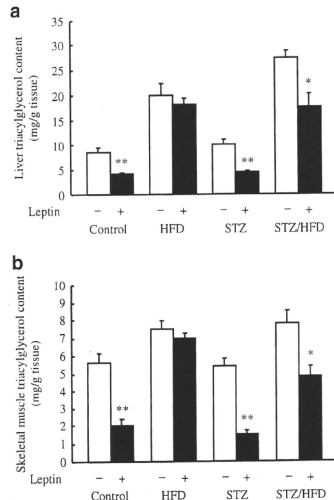 a
Liver triacylglycerol content
(mg/g tissue)
35
30
25
20
15
10
5
0
** ** *
Leptin − + − + − + − +
Control HFD STZ STZ/HFD
b
Skeletal muscle triacylglycerol content
(mg/g tissue)
10
9
8
7
6
5
4
3
2
1
0
** ** *
Leptin − + − + − + − +
Control HFD STZ STZ/HFD